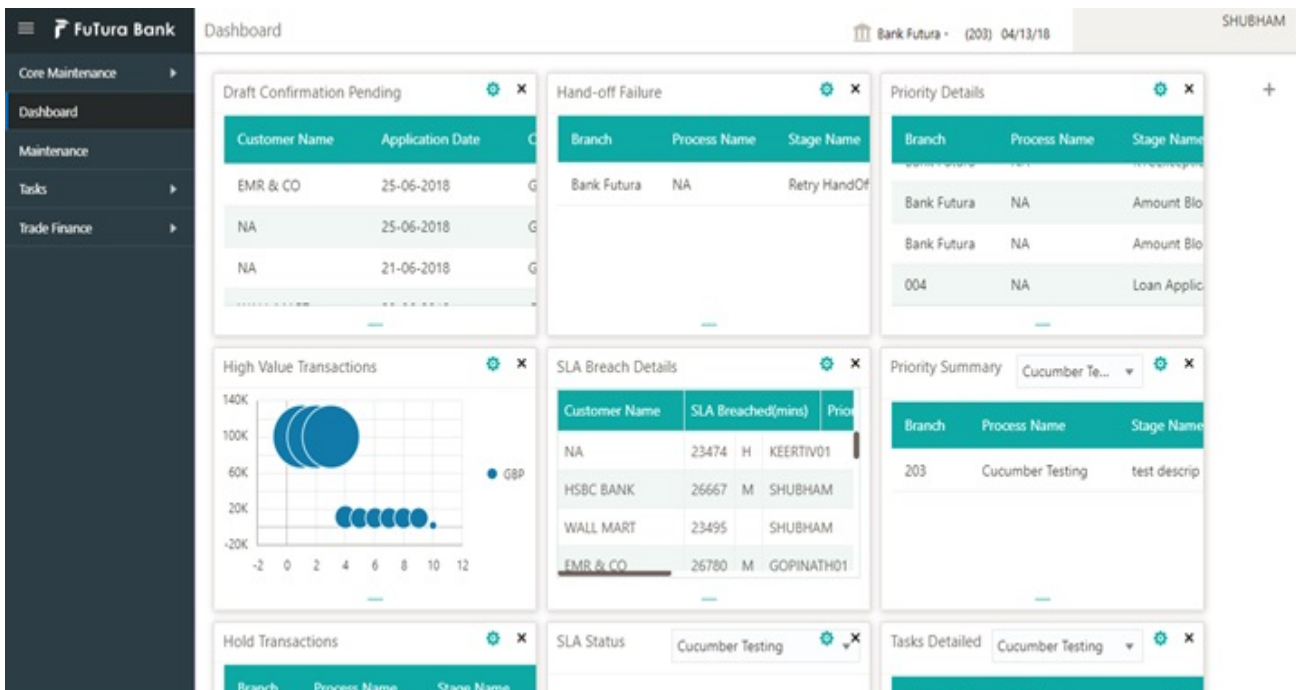 FuTura Bank
Dashboard
Bank Futura - (203) 04/13/18
SHUBHAM
Core Maintenance
Dashboard
Maintenance
Tasks
Trade Finance
Draft Confirmation Pending
Customer Name Application Date
EMR & CO 25-06-2018 G
NA 25-06-2018 G
NA 21-06-2018 G
Hand-off Failure
Branch Process Name Stage Name
Bank Futura NA Retry HandOf
Priority Details
Branch Process Name Stage Name
Bank Futura NA Amount Blo
Bank Futura NA Amount Blo
004 NA Loan Applic
High Value Transactions
140K
100K
60K
20K
-20K
-2 0 2 4 6 8 10 12
GBP
SLA Breach Details
Customer Name SLA Breached(mins) Prior
NA 23474 H KEERTIV01
HSBC BANK 26667 M SHUBHAM
WALL MART 23495 SHUBHAM
EMR & CO 26780 M GOPINATH01
Priority Summary Cucumber Te...
Branch Process Name Stage Name
203 Cucumber Testing test descrip
Hold Transactions
Branch Process Name Stage Name
SLA Status Cucumber Testing
Tasks Detailed Cucumber Testing